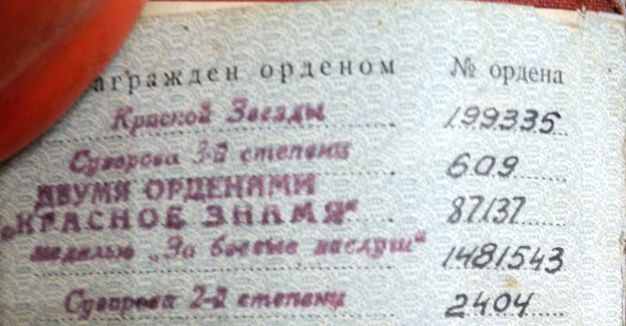 агражден орденом № ордена
Красной Звезды 199335
Суворова 3-й степени 609
ДВУМЯ ОРДЕНАМИ
„КРАСНОЕ ЗНАМЯ“ 87137
медалью „За боевые заслуги“ 1481543
Суворова 2-й степени 2404